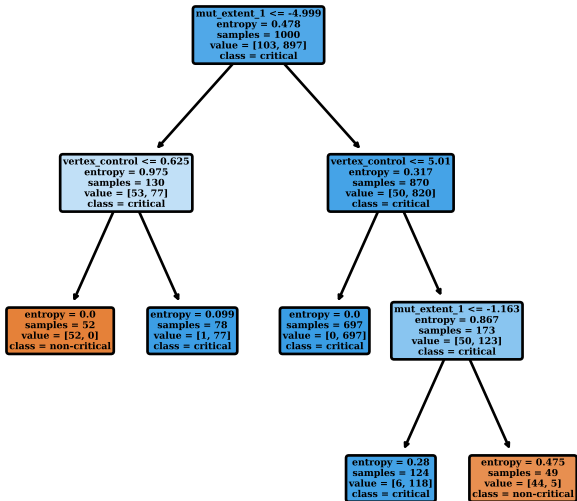 mut_extent_1 <= -4.999
entropy = 0.478
samples = 1000
value = [103, 897]
class = critical
vertex_control <= 0.625
entropy = 0.975
samples = 130
value = [53, 77]
class = critical
vertex_control <= 5.01
entropy = 0.317
samples = 870
value = [50, 820]
class = critical
entropy = 0.0
samples = 52
value = [52, 0]
class = non-critical
entropy = 0.099
samples = 78
value = [1, 77]
class = critical
entropy = 0.0
samples = 697
value = [0, 697]
class = critical
mut_extent_1 <= -1.163
entropy = 0.867
samples = 173
value = [50, 123]
class = critical
entropy = 0.28
samples = 124
value = [6, 118]
class = critical
entropy = 0.475
samples = 49
value = [44, 5]
class = non-critical